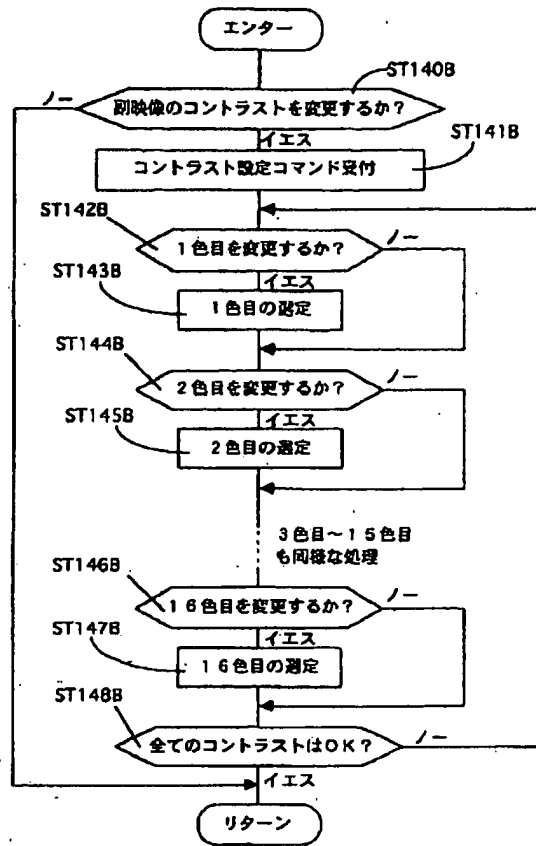 エンター
ST140B
ノー
副映像のコントラストを変更するか？
イエス
ST141B
コントラスト設定コマンド受付
ST142B
1色目を変更するか？
ノー
ST143B
イエス
1色目の選定
ST144B
2色目を変更するか？
ノー
ST145B
イエス
2色目の選定
3色目～15色目
も同様な処理
ST146B
16色目を変更するか？
ノー
ST147B
イエス
16色目の選定
ST148B
全てのコントラストはOK？
ノー
イエス
リターン